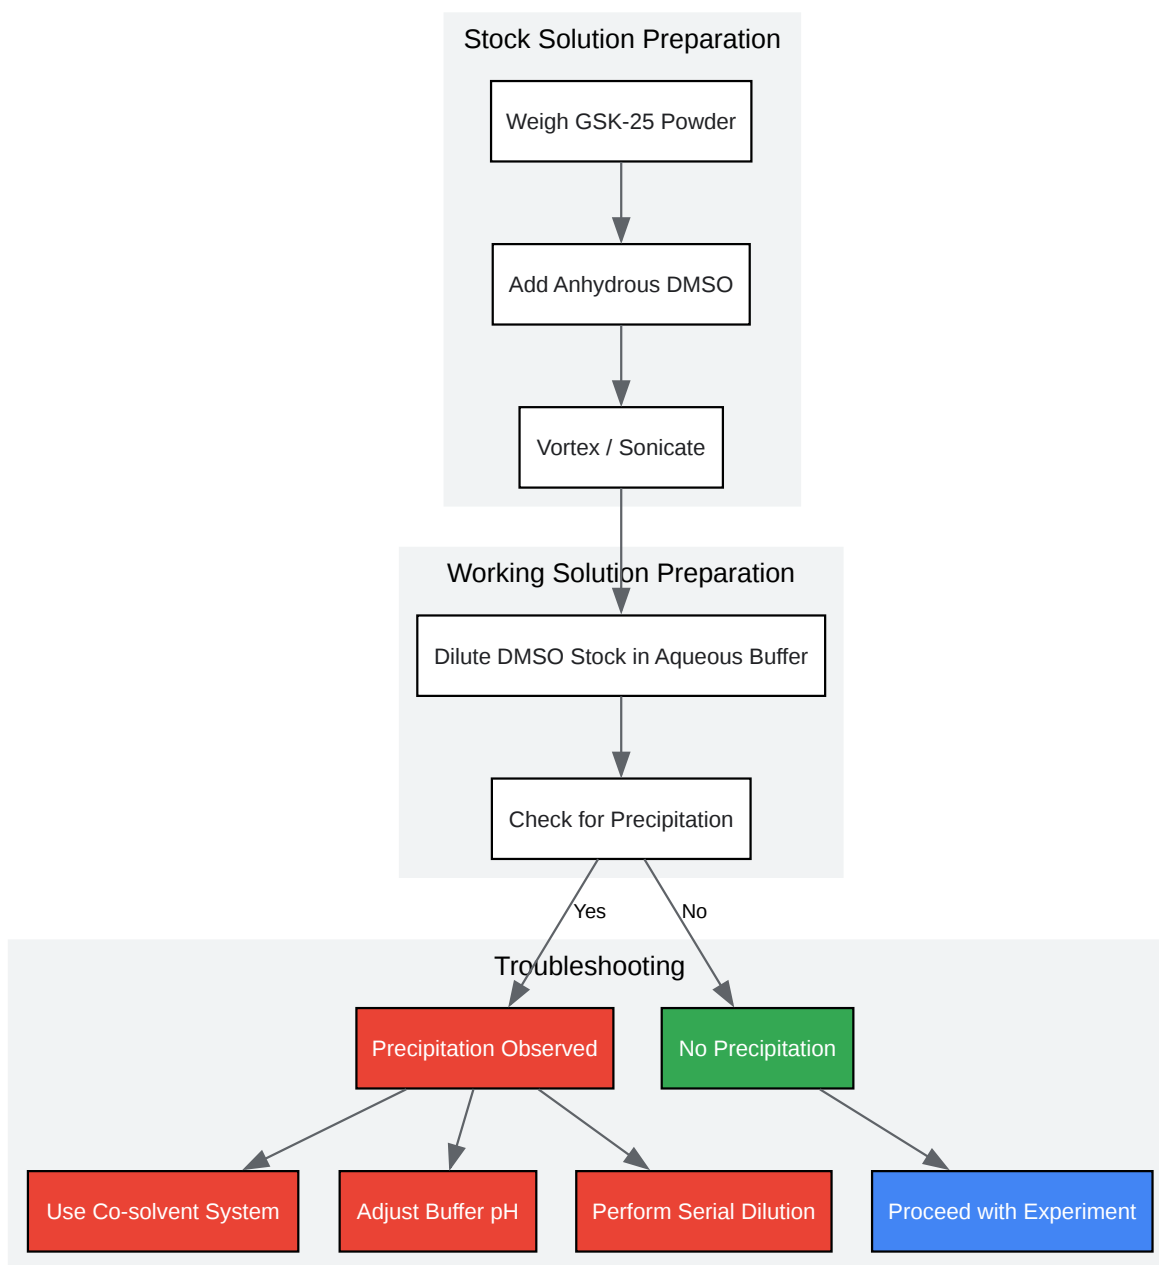 Stock Solution Preparation
Weigh GSK-25 Powder
Add Anhydrous DMSO
Vortex / Sonicate
Working Solution Preparation
Dilute DMSO Stock in Aqueous Buffer
Check for Precipitation
Yes
No
Troubleshooting
Precipitation Observed
No Precipitation
Use Co-solvent System
Adjust Buffer pH
Perform Serial Dilution
Proceed with Experiment